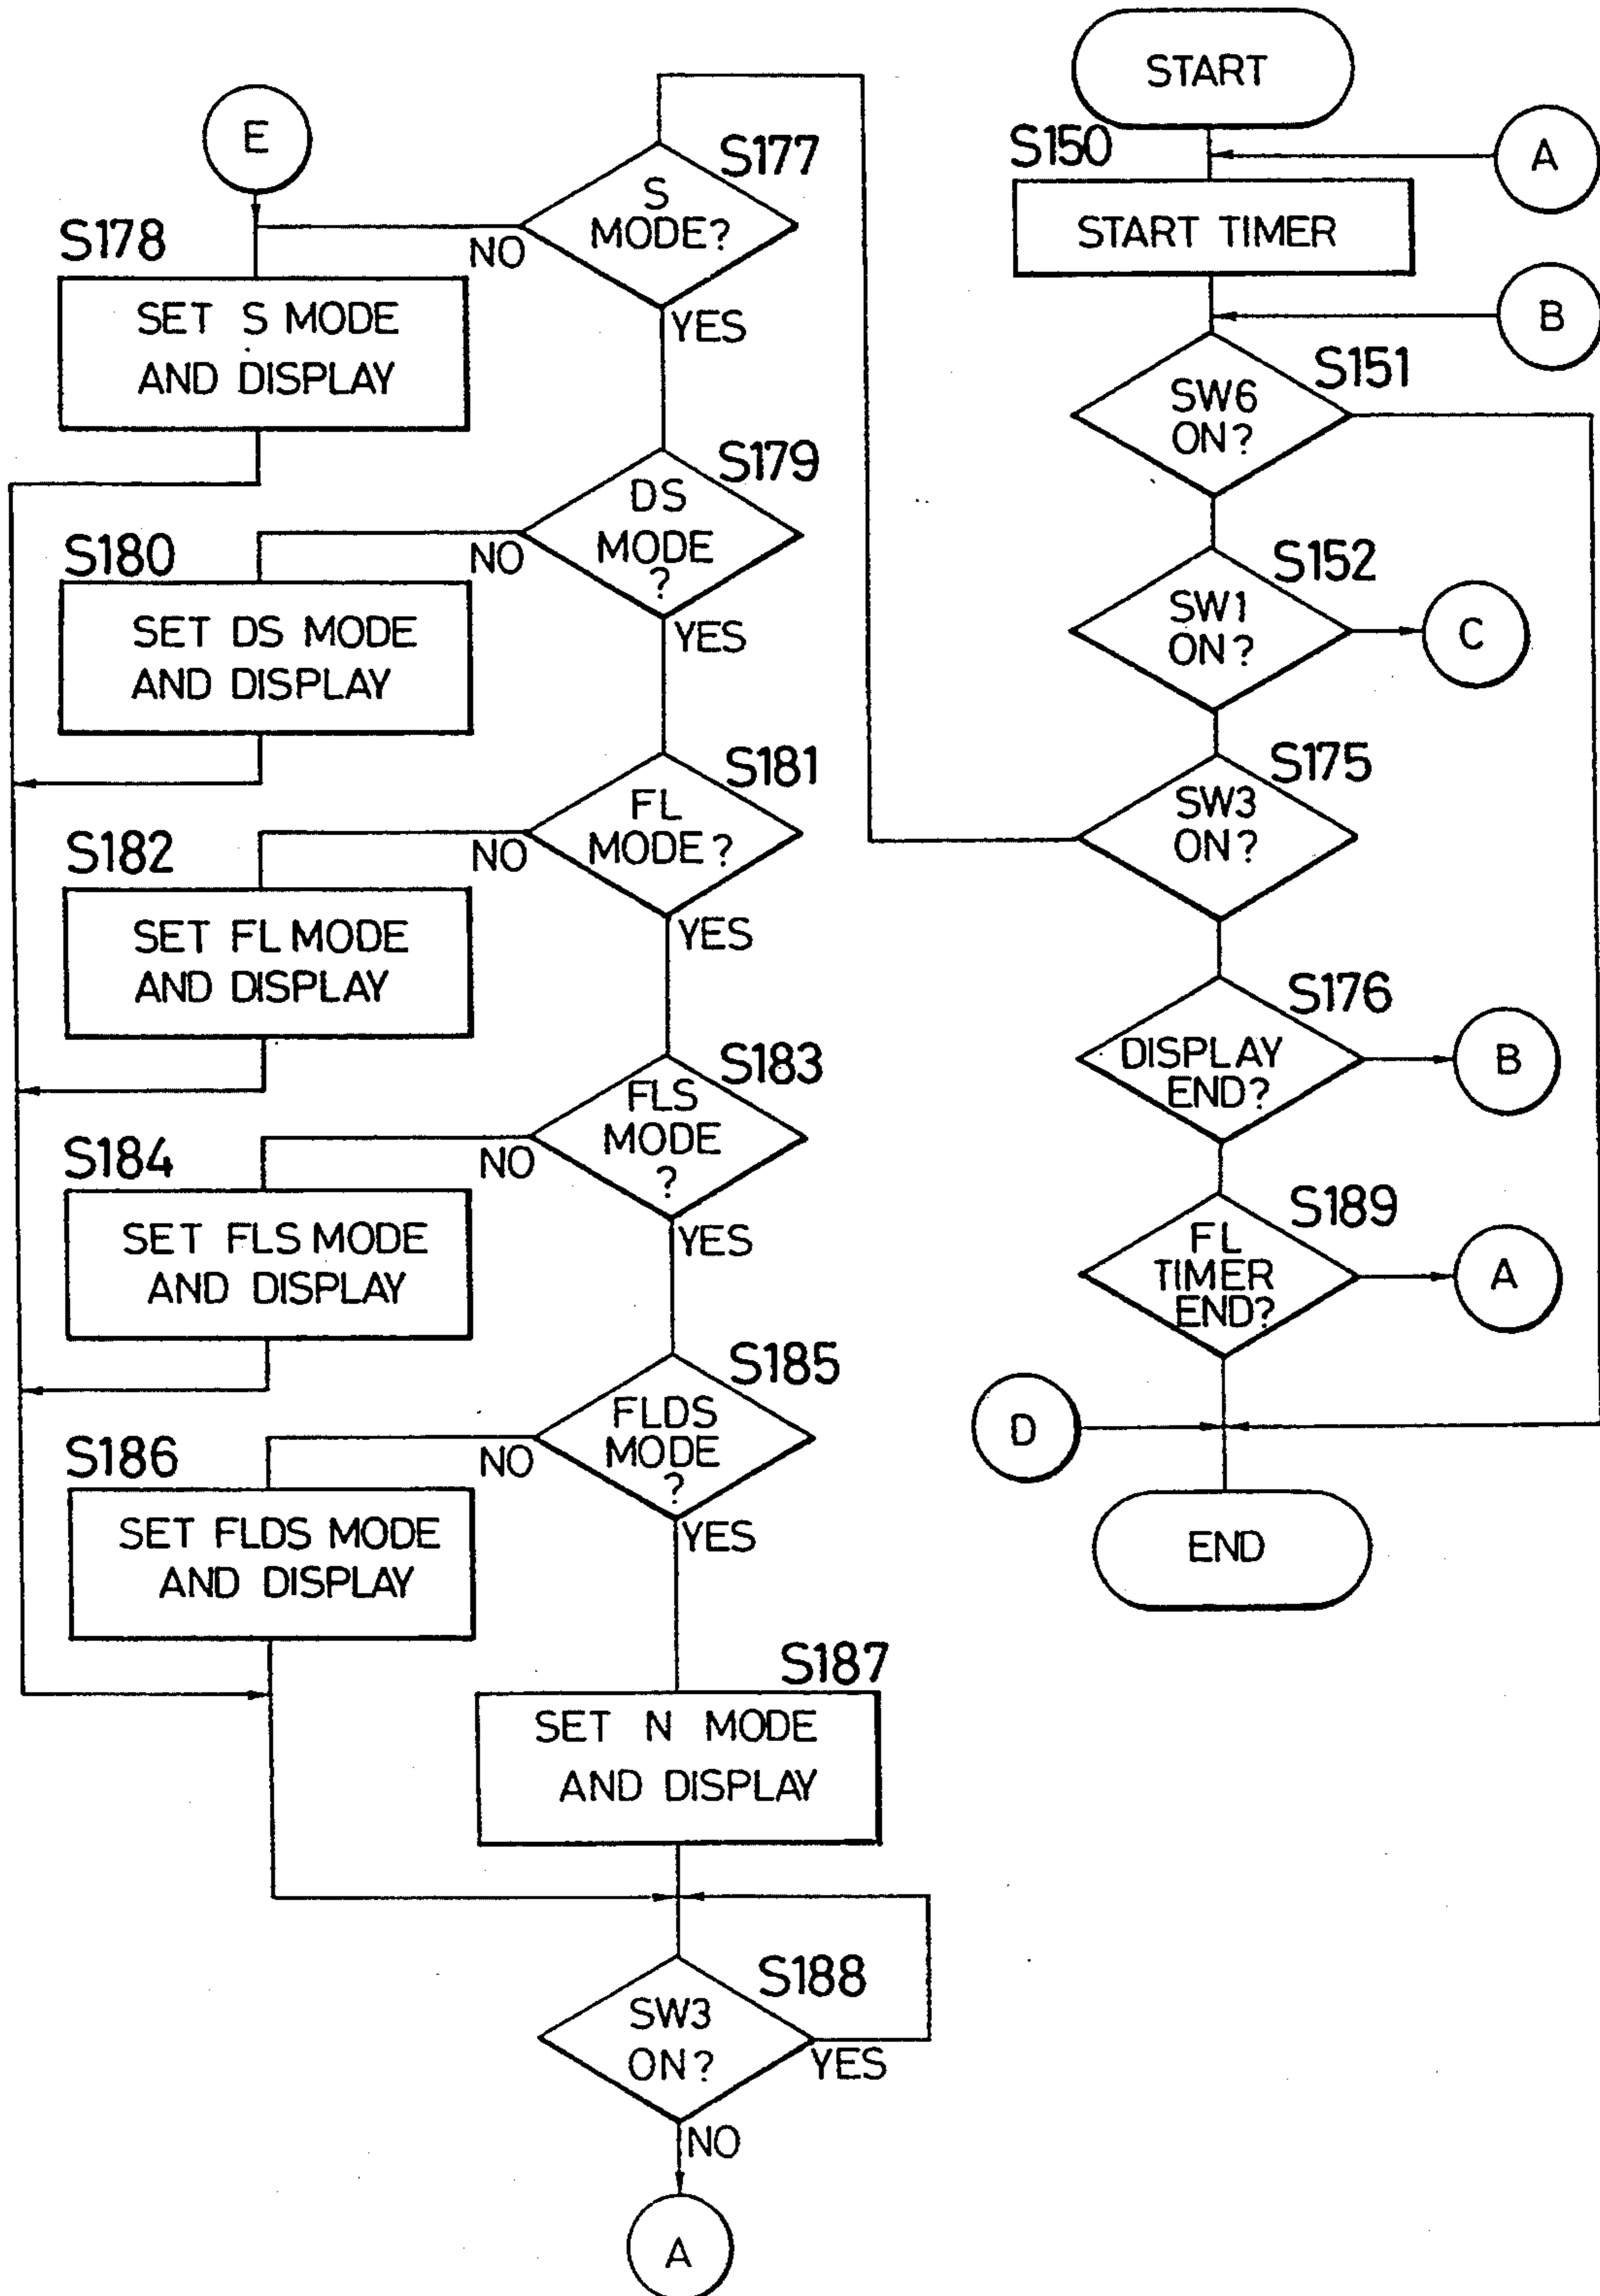 E
S177
S
MODE?
NO
YES
S178
SET S MODE
AND DISPLAY
S179
DS
MODE
?
NO
YES
S180
SET DS MODE
AND DISPLAY
S181
FL
MODE?
NO
YES
S182
SET FL MODE
AND DISPLAY
S183
FLS
MODE
?
NO
YES
S184
SET FLS MODE
AND DISPLAY
S185
FLDS
MODE
?
NO
YES
S186
SET FLDS MODE
AND DISPLAY
S187
SET N MODE
AND DISPLAY
S188
SW3
ON?
YES
NO
A
START
A
S150
START TIMER
B
S151
SW6
ON?
S152
SW1
ON?
C
S175
SW3
ON?
S176
DISPLAY
END?
B
S189
FL
TIMER
END?
A
D
END